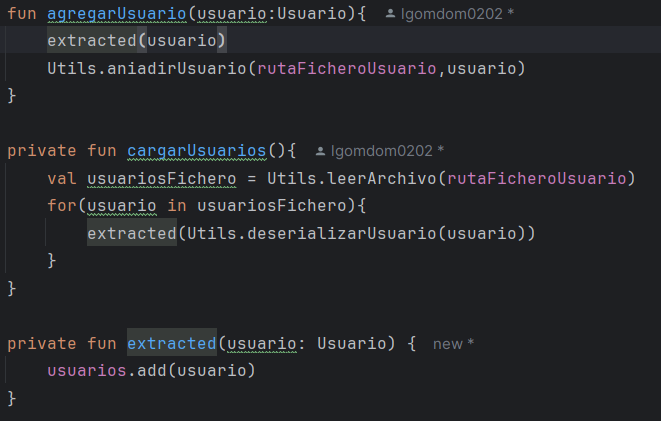 fun agregarUsuario(usuario:Usuario){ lgomdom0202 *
extracted(usuario)
Utils.aniadirUsuario(rutaFicheroUsuario,usuario)
}
private fun cargarUsuarios(){ lgomdom0202 *
val usuariosFichero = Utils.leerArchivo(rutaFicheroUsuario)
for(usuario in usuariosFichero){
extracted(Utils.deserializarUsuario(usuario))
}
}
private fun extracted(usuario: Usuario) { new *
usuarios.add(usuario)
}